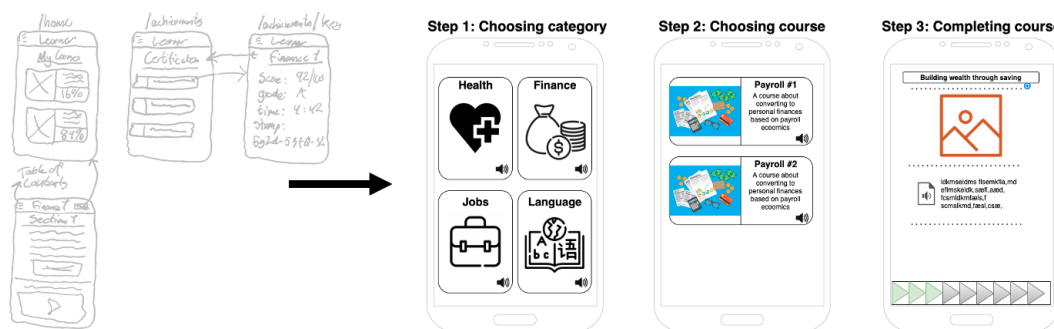 /home
Learner
My Courses
16%
84%
Table of
Contents
Finance 1
Section 1
/achievements
Learner
Certificates
/achievements/key
Learner
Finance 1
Score: 92/100
grade: A
time: 4:42
Stamp:
Step 1: Choosing category
Health
Finance
Jobs
Language
Step 2: Choosing course
Payroll #1
A course about
converting to
personal finances
based on payroll
ecoomics
Payroll #2
A course about
converting to
personal finances
based on payroll
ecoomics
Step 3: Completing course
Building wealth through saving